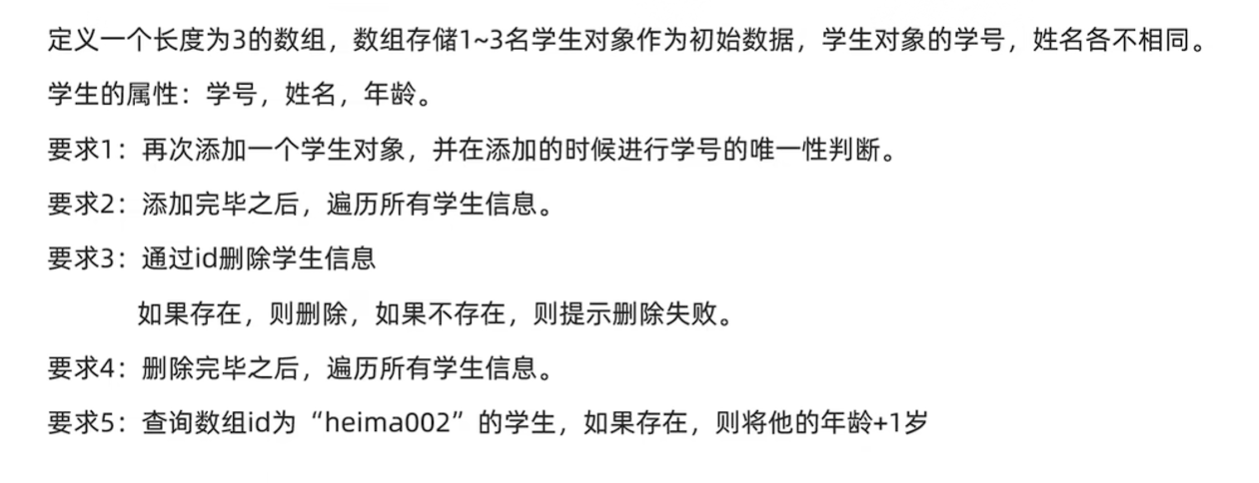 定义一个长度为3的数组，数组存储1~3名学生对象作为初始数据，学生对象的学号，姓名各不相同。
学生的属性：学号，姓名，年龄。
要求1：再次添加一个学生对象，并在添加的时候进行学号的唯一性判断。
要求2：添加完毕之后，遍历所有学生信息。
要求3：通过id删除学生信息
如果存在，则删除，如果不存在，则提示删除失败。
要求4：删除完毕之后，遍历所有学生信息。
要求5：查询数组id为“heima002”的学生，如果存在，则将他的年龄+1岁